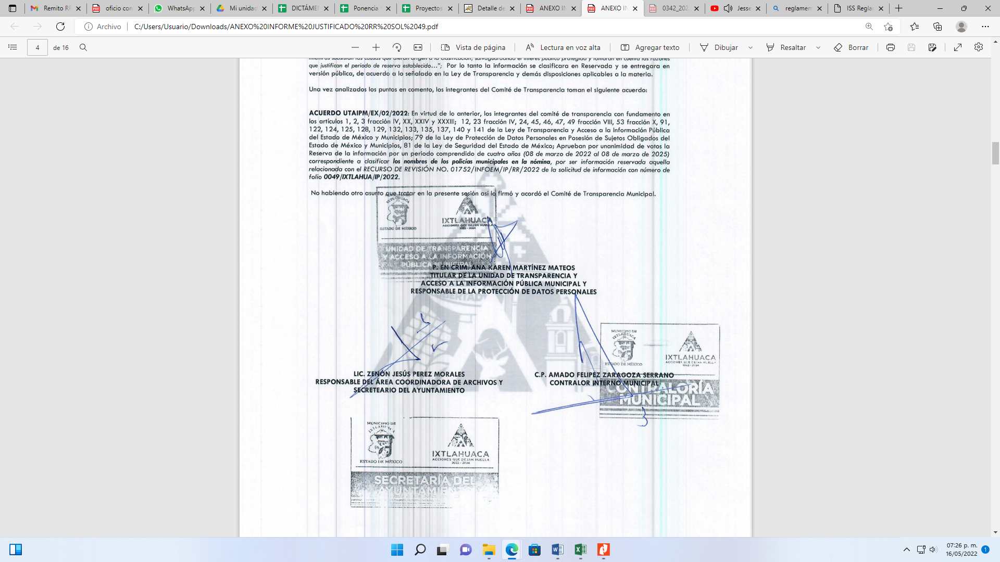 Remito RR
oficio con
WhatsApp
Mi unidad
DICTÁMEN
Ponencia
Proyectos
Detalle de
ANEXO IN
ANEXO IN
0342_202
Jesse
reglament
ISS Reglar
Archivo
C:/Users/Usuario/Downloads/ANEXO%20INFORME%20JUSTIFICADO%20RR%20SOL%2049.pdf
4 de 16
Vista de página
Lectura en voz alta
Agregar texto
Dibujar
Resaltar
Borrar
mientras subsistan las causas que dieron origen a la clasificación, salvaguardando el interés público protegido y tomarán en cuenta las razones
que justifican el periodo de reserva establecido..."; Por lo tanto la información se clasificara en Reservada y se entregara en
versión pública, de acuerdo a lo señalado en la Ley de Transparencia y demás disposiciones aplicables a la materia.
Una vez analizados los puntos en comento, los integrantes del Comité de Transparencia toman el siguiente acuerdo:
ACUERDO UTAIPM/EX/02/2022: En virtud de lo anterior, los integrantes del comité de transparencia con fundamento en
los artículos 1, 2, 3 fracción IV, XX, XXIV y XXXIII; 12, 23 fracción IV, 24, 45, 46, 47, 49 fracción VIII, 53 fracción X, 91,
122, 124, 125, 128, 129, 132, 133, 135, 137, 140 y 141 de la Ley de Transparencia y Acceso a la Información Pública
del Estado de México y Municipios; 79 de la Ley de Protección de Datos Personales en Posesión de Sujetos Obligados del
Estado de México y Municipios, 81 de la Ley de Seguridad del Estado de México; Aprueban por unanimidad de votos la
Reserva de la información por un periodo comprendido de cuatro años (08 de marzo de 2022 al 08 de marzo de 2025)
correspondiente a clasificar los nombres de los policías municipales en la nómina, por ser información reservada aquella
relacionada con el RECURSO DE REVISIÓN NO. 01752/INFOEM/IP/RR/2022 de la solicitud de información con número de
folio 0049/IXTLAHUA/IP/2022.
No habiendo otro asunto que tratar en la presente sesión así lo firmó y acordó el Comité de Transparencia Municipal.
IXTLAHUACA
ESTADO DE MÉXICO
IXTLAHUACA
ACCIONES QUE DEJAN HUELLA
2022 - 2024
UNIDAD DE TRANSPARENCIA
Y ACCESO A LA INFORMACIÓN
PÚBLICA MUNICIPAL
P. EN CRIM. ANA KAREN MARTÍNEZ MATEOS
TITULAR DE LA UNIDAD DE TRANSPARENCIA Y
ACCESO A LA INFORMACIÓN PÚBLICA MUNICIPAL Y
RESPONSABLE DE LA PROTECCIÓN DE DATOS PERSONALES
LIBERTAD
MUNICIPIO DE
IXTLAHUACA
ESTADO DE MÉXICO
IXTLAHUACA
ACCIONES QUE DEJAN HUELLA
2022 - 2024
LIC. ZENÓN JESÚS PEREZ MORALES
RESPONSABLE DEL ÁREA COORDINADORA DE ARCHIVOS Y
SECRETEARIO DEL AYUNTAMIENTO
C.P. AMADO FELIPEZ ZARAGOZA SERRANO
CONTRALOR INTERNO MUNICIPAL
CONTRALORÍA
MUNICIPAL
3
MUNICIPIO DE
IXTLAHUACA
ESTADO DE MÉXICO
IXTLAHUACA
ACCIONES QUE DEJAN HUELLA
2022 - 2024
SECRETARÍA DEL
AYUNTAMIENTO
07:26 p. m.
16/05/2022
1